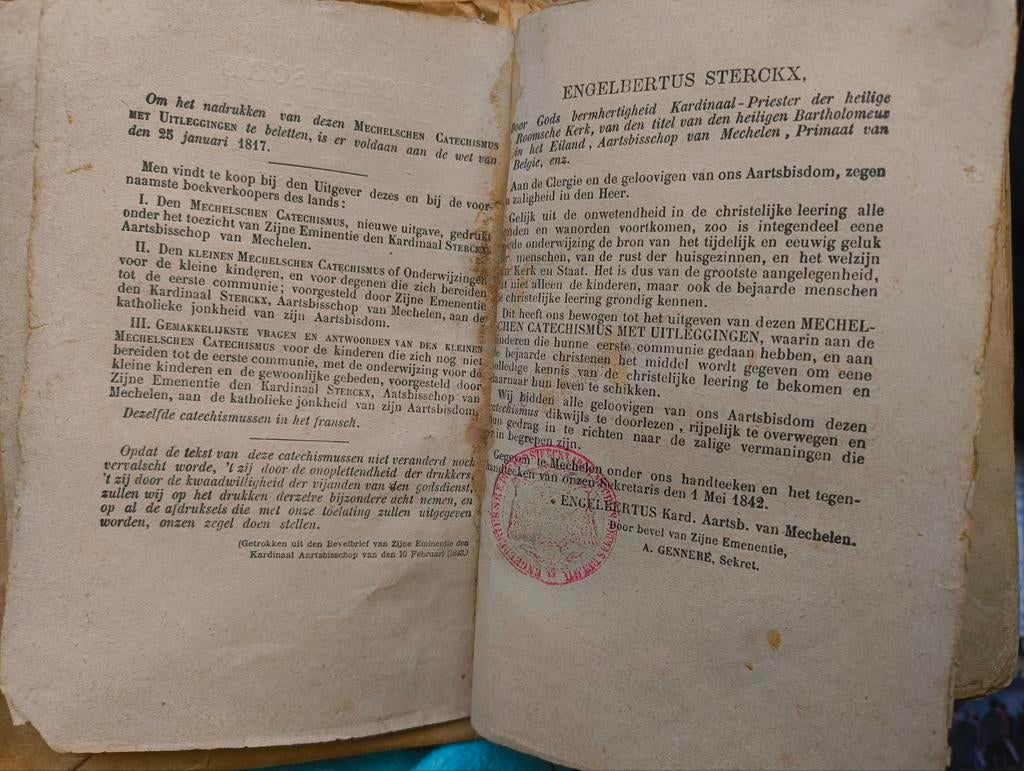 Om het nadrukken van dezen MECHELSCHEN CATECHISMUS
MET UITLEGGINGEN te beletten, is er voldaan aan de wet van
den 25 januari 1817.
Men vindt te koop bij den Uitgever dezes en bij de voor-
naamste boekverkoopers des lands:
I. DEN MECHELSCHEN CATECHISMUS, nieuwe uitgave, gedrukt
onder het toezicht van Zijne Eminentie den Kardinaal STERCKX
Aartsbisschop van Mechelen.
II. DEN KLEINEN MECHELSCHEN CATECHISMUS of Onderwijzingen
voor de kleine kinderen, en voor degenen die zich bereiden
tot de eerste communie; voorgesteld door Zijne Emenentie
den Kardinaal STERCKX, Aartsbisschop van Mechelen, aan de
katholieke jonkheid van zijn Aartsbisdom.
III. GEMAKKELIJKSTE VRAGEN EN ANTWOORDEN VAN DEN KLEINEN
MECHELSCHEN CATECHISMUS voor de kinderen die zich nog niet
bereiden tot de eerste communie, met de onderwijzing voor de
kleine kinderen en de gewoonlijke gebeden, voorgesteld door
Zijne Emenentie den Kardinaal STERCKX, Aatsbisschop van
Mechelen, aan de katholieke jonkheid van zijn Aartsbisdom.
Dezelfde catechismussen in het fransch.
Opdat de tekst van deze catechismussen niet veranderd noch
vervalscht worde, 't zij door de onoplettendheid der drukkers,
't zij door de kwaadwilligheid der vijanden van den godsdienst,
zullen wij op het drukken derzelve bijzondere acht nemen, en
op al de afdruksels die met onze toelating zullen uitgegeven
worden, onzen zegel doen stellen.
(Getrokken uit den Bevelbrief van Zijne Eminentie den
Kardinaal Aartsbisschop van den 10 Februari (1843.)
ENGELBERTUS STERCKX,
Door Gods bermhertigheid Kardinaal-Priester der heilige
Roomsche Kerk, van den titel van den heiligen Bartholomeus
in het Eiland, Aartsbisschop van Mechelen, Primaat van
Belgie, enz.
Aan de Clergie en de geloovigen van ons Aartsbisdom, zegen
en zaligheid in den Heer.
Gelijk uit de onwetendheid in de christelijke leering alle
zonden en wanorden voortkomen, zoo is integendeel eene
goede onderwijzing de bron van het tijdelijk en eeuwig geluk
der menschen, van de rust der huisgezinnen, en het welzijn
van Kerk en Staat. Het is dus van de grootste aangelegenheid,
dat niet alleen de kinderen, maar ook de bejaarde menschen
de christelijke leering grondig kennen.
Dit heeft ons bewogen tot het uitgeven van dezen MECHEL-
SCHEN CATECHISMUS MET UITLEGGINGEN, waarin aan de
kinderen die hunne eerste communie gedaan hebben, en aan
de bejaarde christenen het middel wordt gegeven om eene
volledige kennis van de christelijke leering te bekomen en
daarnaar hun leven te schikken.
Wij bidden alle geloovigen van ons Aartsbisdom dezen
catechismus dikwijls te doorlezen, rijpelijk te overwegen en
hun gedrag in te richten naar de zalige vermaningen die
er in begrepen zijn.
Gegeven te Mechelen onder ons handteeken en het tegen-
handteeken van onzen Sekretaris den 1 Mei 1842.
ENGELBERTUS Kard. Aartsb. van Mechelen.
Door bevel van Zijne Emenentie,
A. GENNERÉ, Sekret.